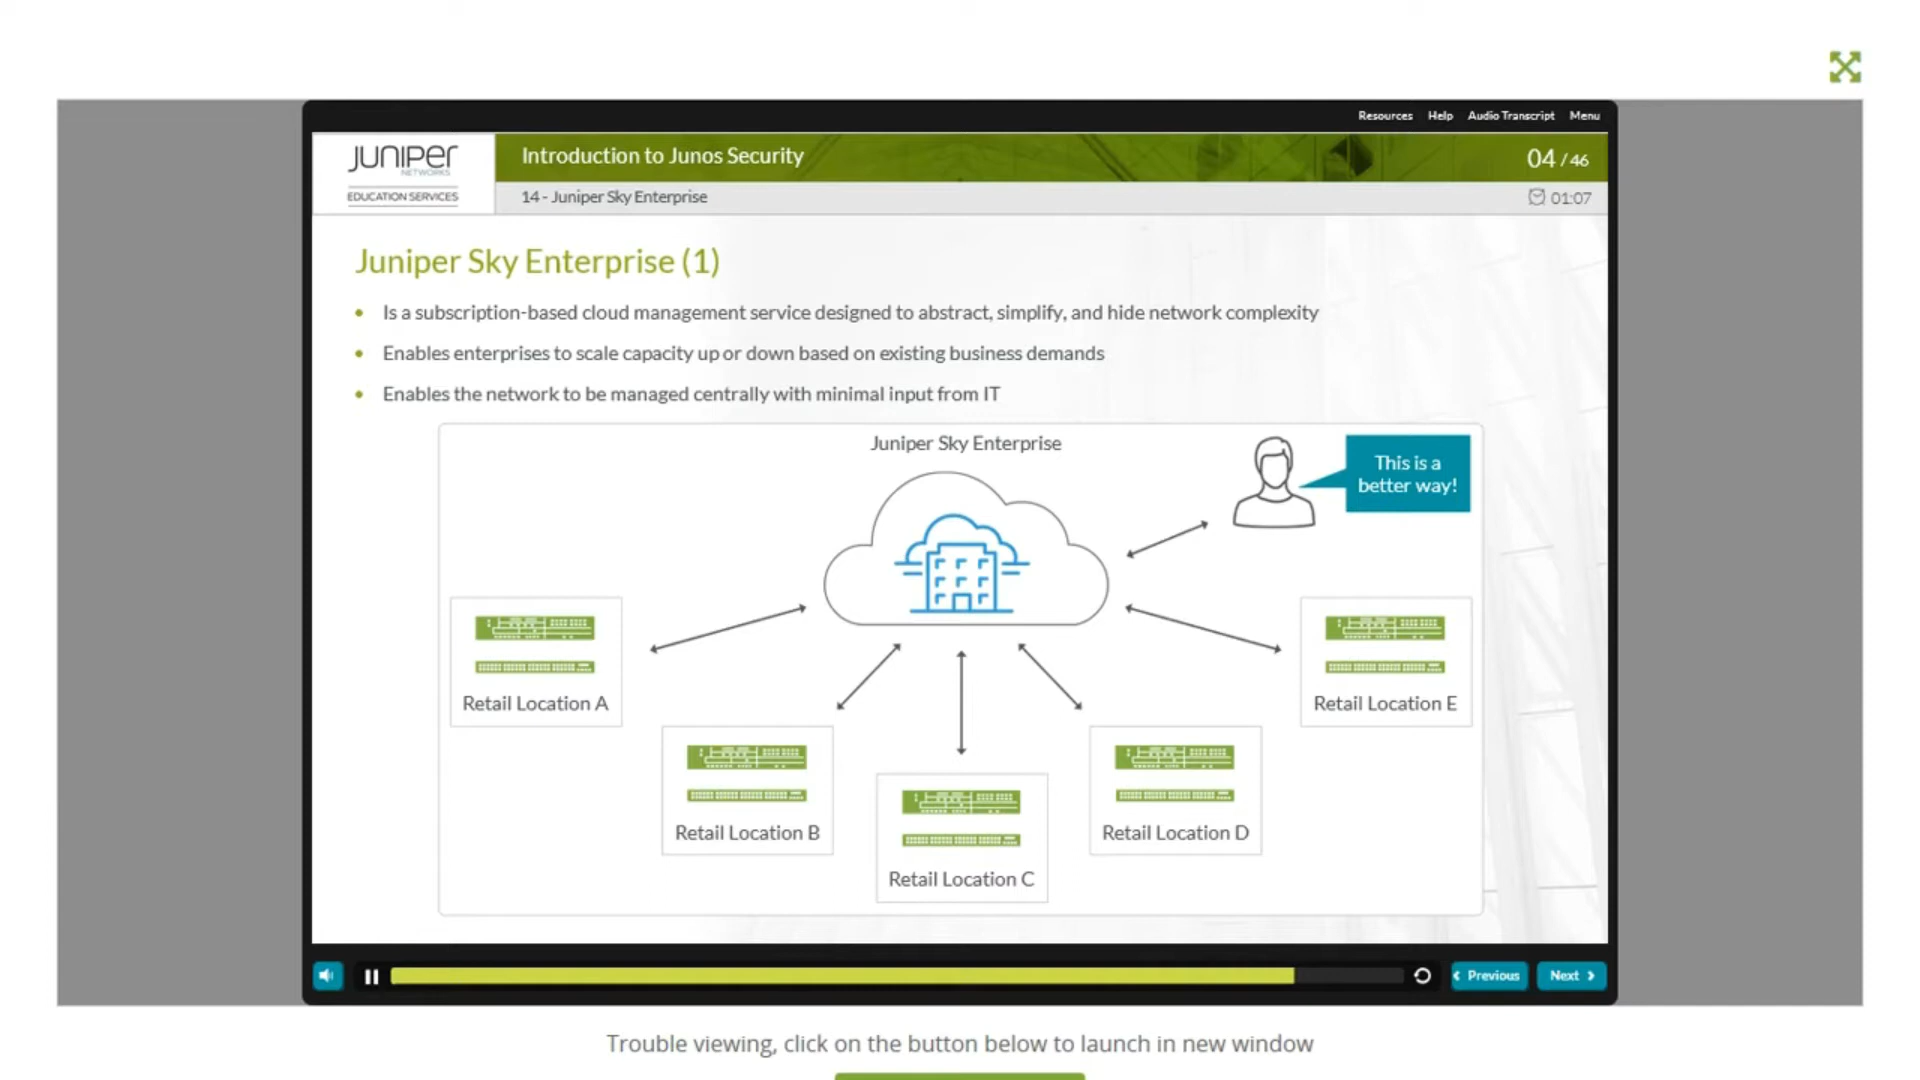 Resources Help Audio Transcript Menu
JUNIPER
NETWORKS
EDUCATION SERVICES
Introduction to Junos Security
04 / 46
14 - Juniper Sky Enterprise
01:07
Juniper Sky Enterprise (1)
• Is a subscription-based cloud management service designed to abstract, simplify, and hide network complexity
• Enables enterprises to scale capacity up or down based on existing business demands
• Enables the network to be managed centrally with minimal input from IT
Juniper Sky Enterprise
This is a
better way!
Retail Location A
Retail Location E
Retail Location B
Retail Location D
Retail Location C
Previous
Next
Trouble viewing, click on the button below to launch in new window